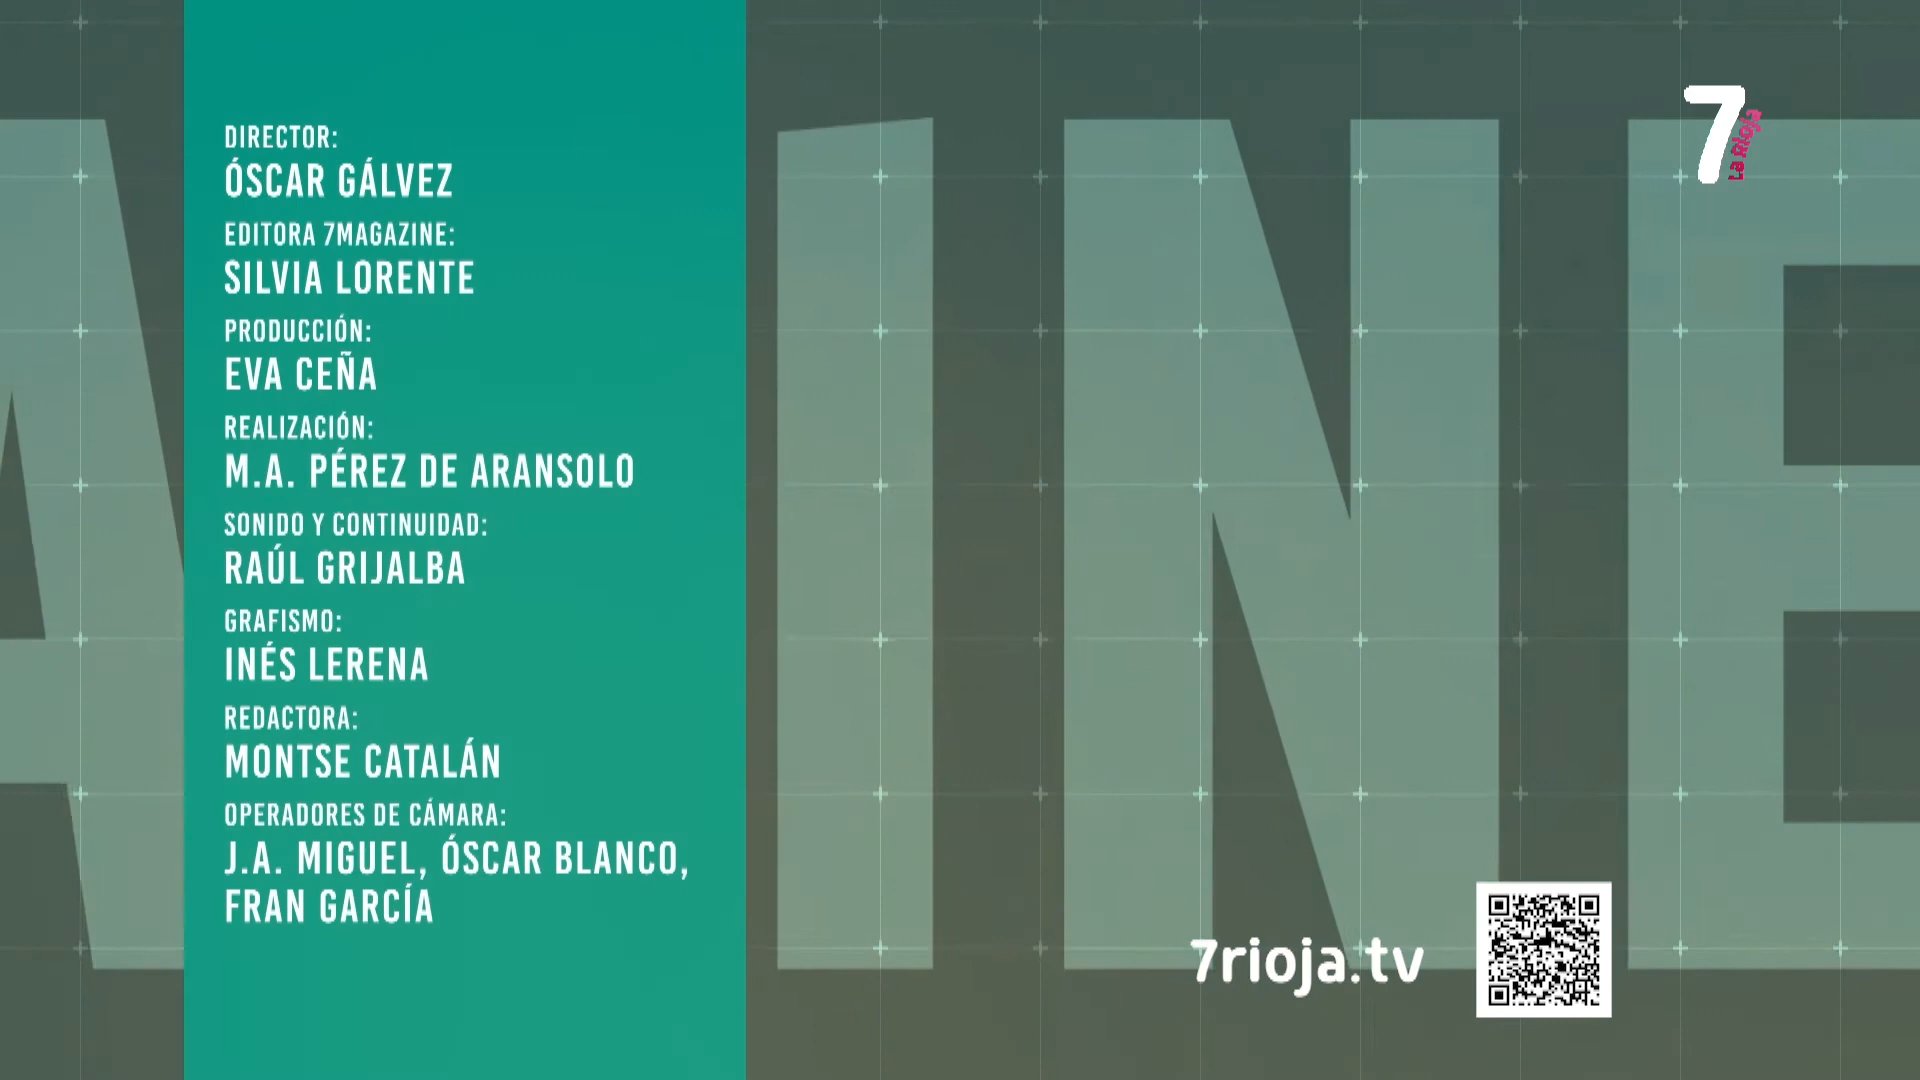 DIRECTOR:
ÓSCAR GÁLVEZ
EDITORA 7MAGAZINE:
SILVIA LORENTE
PRODUCCIÓN:
EVA CEÑA
REALIZACIÓN:
M.A. PÉREZ DE ARANSOLO
SONIDO Y CONTINUIDAD:
RAÚL GRIJALBA
GRAFISMO:
INÉS LERENA
REDACTORA:
MONTSE CATALÁN
OPERADORES DE CÁMARA:
J.A. MIGUEL, ÓSCAR BLANCO,
FRAN GARCÍA
A INE
7 La Rioja
7rioja.tv